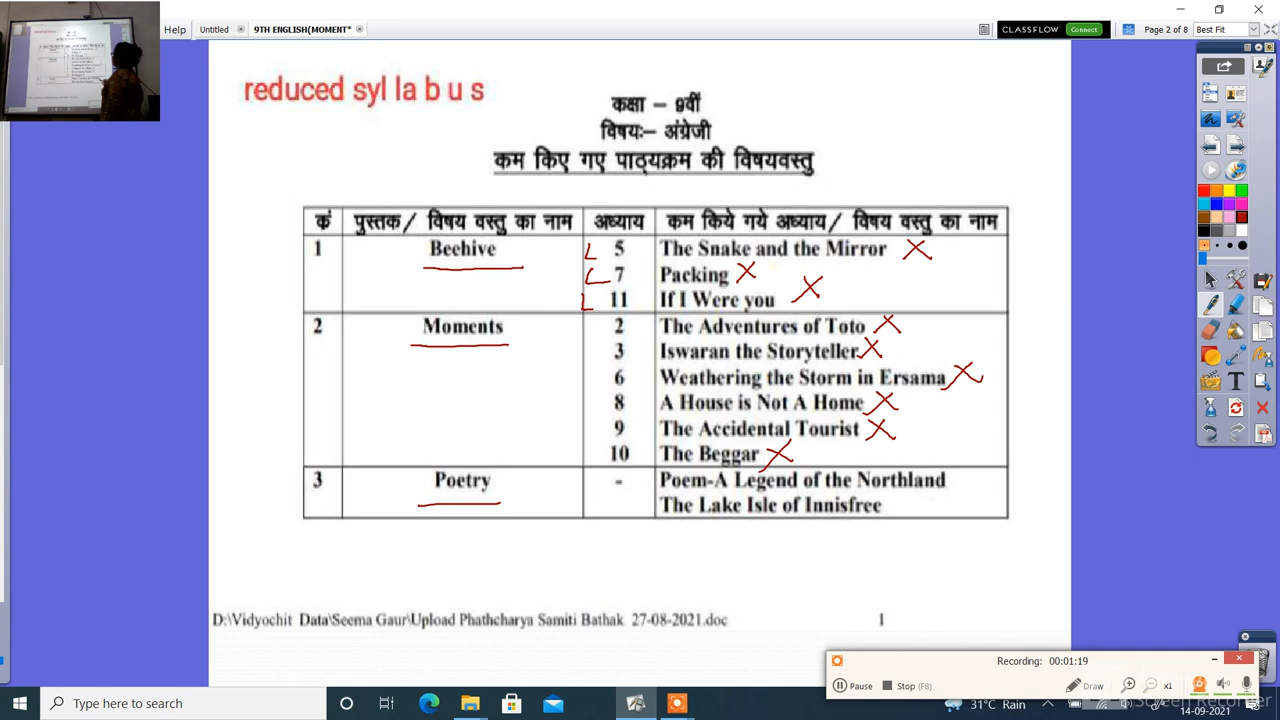 Help
Untitled
9TH ENGLISH(MOMENT*
CLASSFLOW
Connect
Page 2 of 8
Best Fit
reduced syl la b u s
कक्षा – 9वीं
विषयः– अंग्रेजी
कम किए गए पाठ्यक्रम की विषयवस्तु
कं पुस्तक/ विषय वस्तु का नाम अध्याय कम किये गये अध्याय/ विषय वस्तु का नाम
1 Beehive 5 The Snake and the Mirror
7 Packing
11 If I Were you
2 Moments 2 The Adventures of Toto
3 Iswaran the Storyteller
6 Weathering the Storm in Ersama
8 A House is Not A Home
9 The Accidental Tourist
10 The Beggar
3 Poetry - Poem-A Legend of the Northland
The Lake Isle of Innisfree
D:\Vidyochit Data\Seema Gaur\Upload Phathcharya Samiti Bathak 27-08-2021.doc 1
Recording: 00:01:19
Pause
Stop (F8)
Draw
x1
Type here to search
31°C Rain
14-09-2021